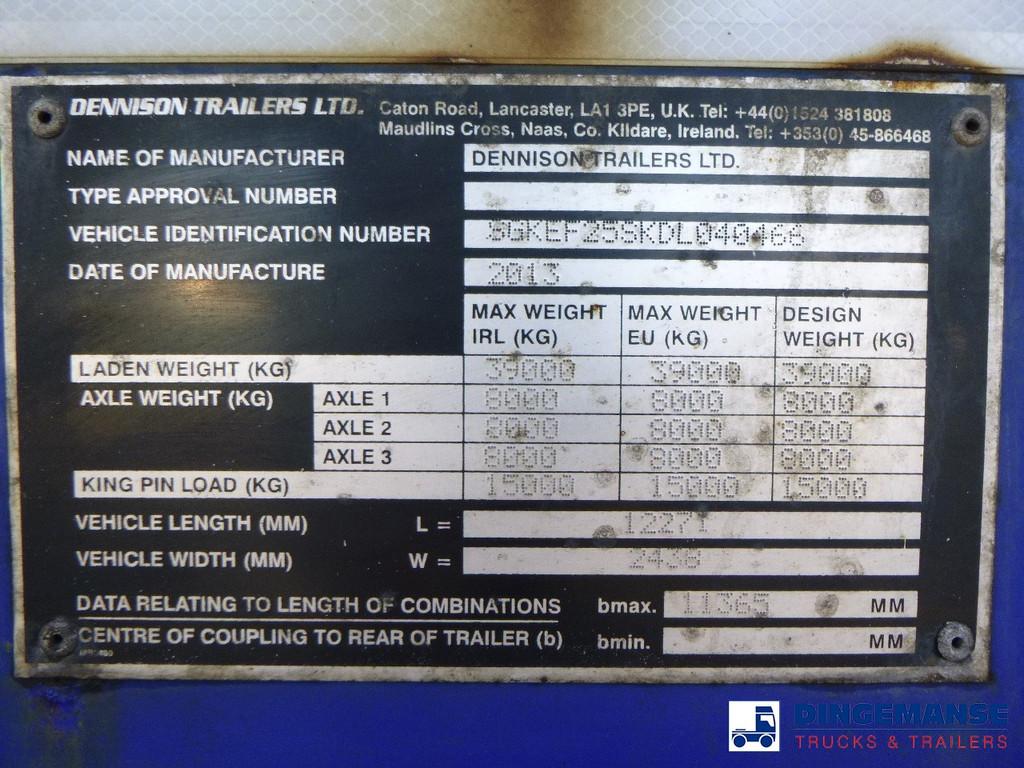 DENNISON TRAILERS LTD. Caton Road, Lancaster, LA1 3PE, U.K. Tel: +44(0)1524 381808
Maudlins Cross, Naas, Co. Kildare, Ireland. Tel: +353(0) 45-866468
NAME OF MANUFACTURER DENNISON TRAILERS LTD.
TYPE APPROVAL NUMBER
VEHICLE IDENTIFICATION NUMBER
DATE OF MANUFACTURE 2013
MAX WEIGHT IRL (KG) MAX WEIGHT EU (KG) DESIGN WEIGHT (KG)
LADEN WEIGHT (KG) 39000 39000 39000
AXLE WEIGHT (KG) AXLE 1 8000 8000 8000
AXLE 2 8000 8000 8000
AXLE 3 8000 8000 8000
KING PIN LOAD (KG) 15000 15000 15000
VEHICLE LENGTH (MM) L = 12271
VEHICLE WIDTH (MM) W = 2438
DATA RELATING TO LENGTH OF COMBINATIONS bmax. 11365 MM
CENTRE OF COUPLING TO REAR OF TRAILER (b) bmin. MM
DINGEMANSE
TRUCKS & TRAILERS